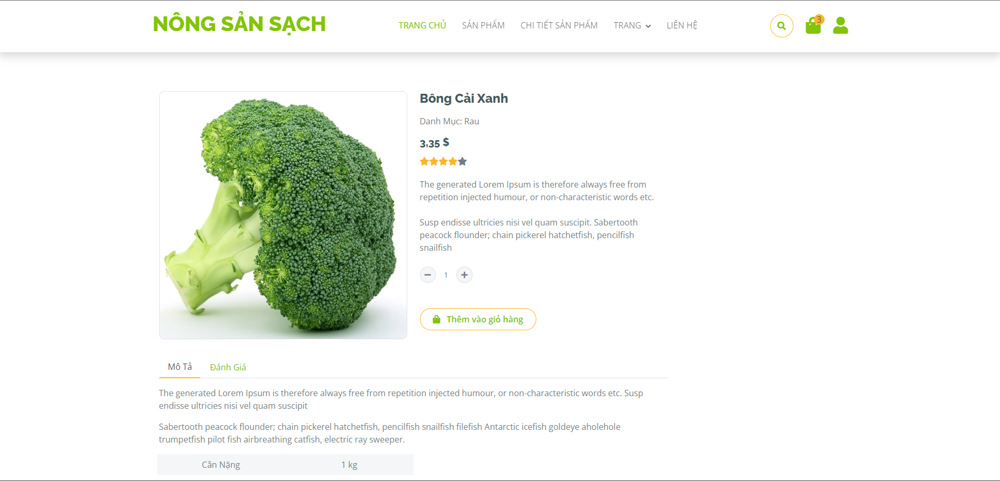 NÔNG SẢN SẠCH
TRANG CHỦ
SẢN PHẨM
CHI TIẾT SẢN PHẨM
TRANG
LIÊN HỆ
3
Bông Cải Xanh
Danh Mục: Rau
3,35 $
The generated Lorem Ipsum is therefore always free from
repetition injected humour, or non-characteristic words etc.
Susp endisse ultricies nisi vel quam suscipit. Sabertooth
peacock flounder; chain pickerel hatchetfish, pencilfish
snailfish
1
Thêm vào giỏ hàng
Mô Tả
Đánh Giá
The generated Lorem Ipsum is therefore always free from repetition injected humour, or non-characteristic words etc. Susp
endisse ultricies nisi vel quam suscipit
Sabertooth peacock flounder; chain pickerel hatchetfish, pencilfish snailfish filefish Antarctic icefish goldeye aholehole
trumpetfish pilot fish airbreathing catfish, electric ray sweeper.
Cân Nặng
1 kg